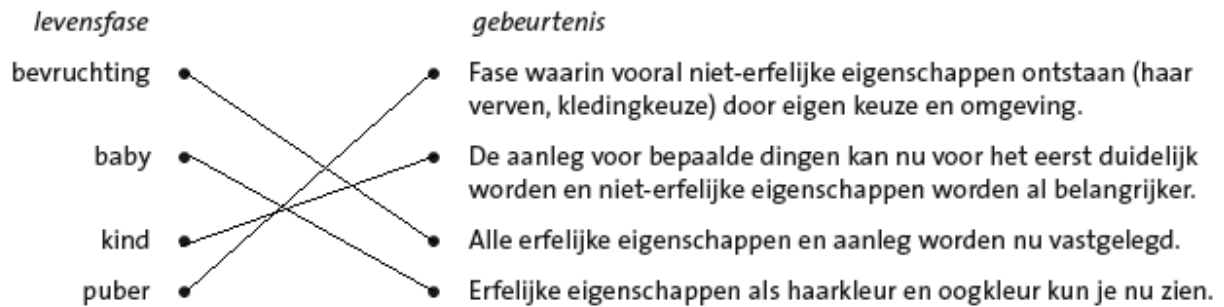 levensfase gebeurtenis
bevruchting Fase waarin vooral niet-erfelijke eigenschappen ontstaan (haar
verven, kledingkeuze) door eigen keuze en omgeving.
baby De aanleg voor bepaalde dingen kan nu voor het eerst duidelijk
worden en niet-erfelijke eigenschappen worden al belangrijker.
kind Alle erfelijke eigenschappen en aanleg worden nu vastgelegd.
puber Erfelijke eigenschappen als haarkleur en oogkleur kun je nu zien.